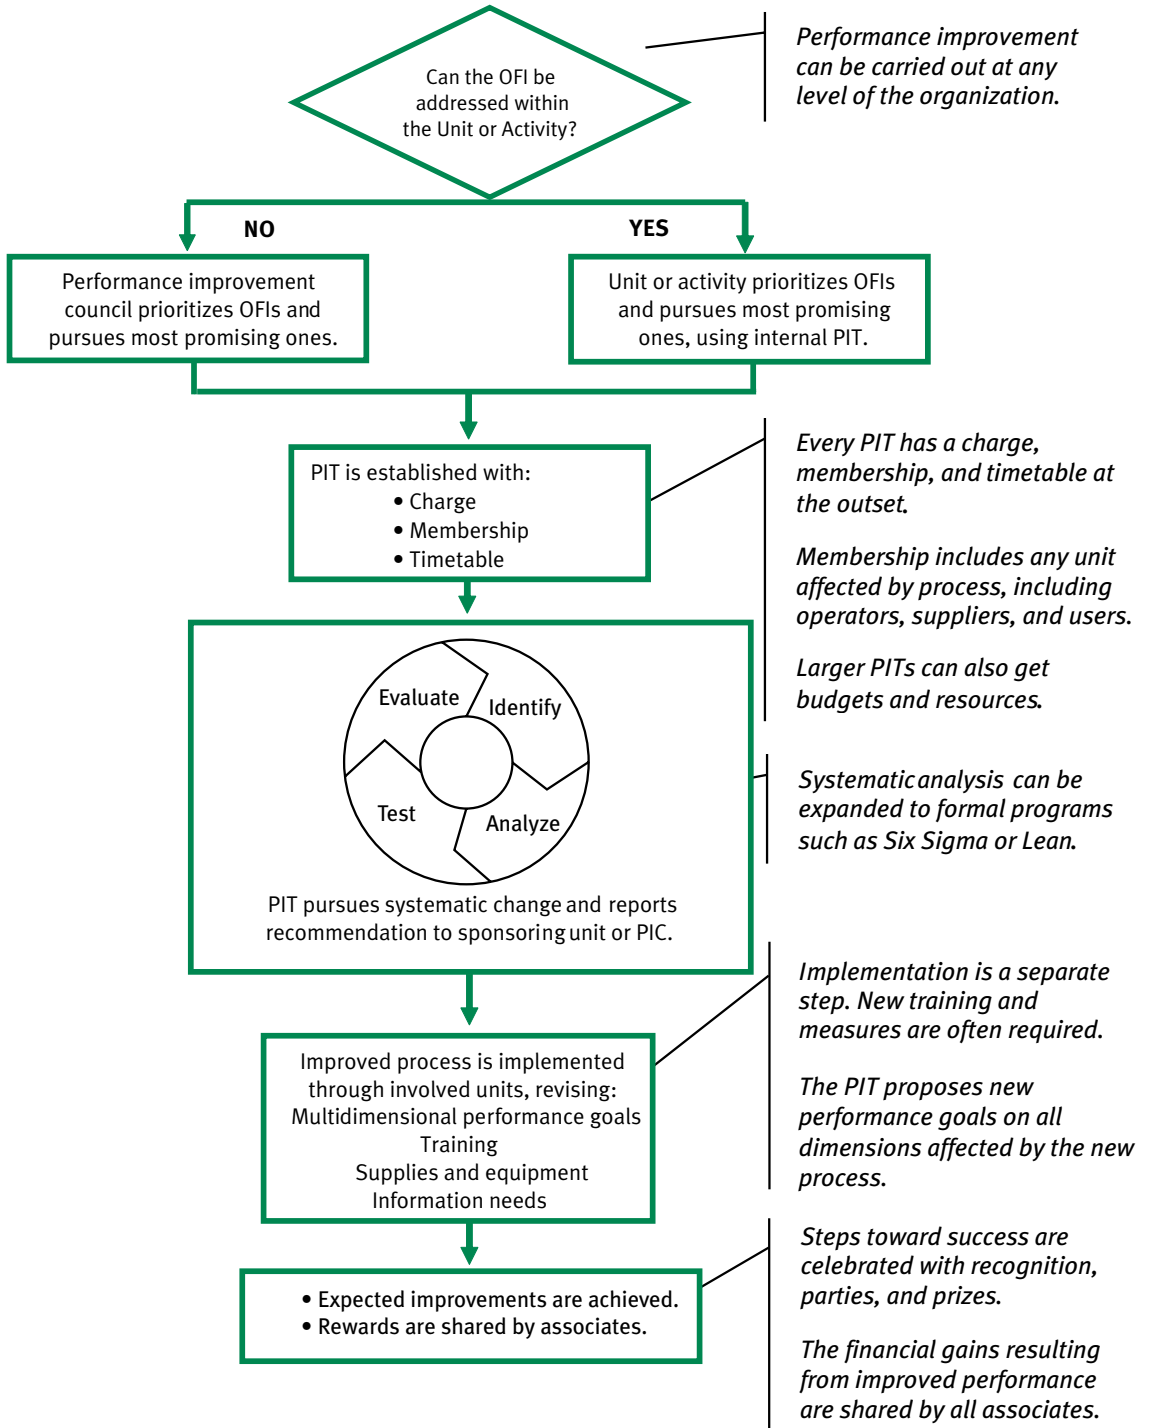 Can the OFI be
addressed within
the Unit or Activity?
Performance improvement
can be carried out at any
level of the organization.
NO
YES
Performance improvement
council prioritizes OFIs and
pursues most promising ones.
Unit or activity prioritizes OFIs
and pursues most promising
ones, using internal PIT.
PIT is established with:
• Charge
• Membership
• Timetable
Every PIT has a charge,
membership, and timetable at
the outset.
Membership includes any unit
affected by process, including
operators, suppliers, and users.
Larger PITs can also get
budgets and resources.
Evaluate
Identify
Test
Analyze
PIT pursues systematic change and reports
recommendation to sponsoring unit or PIC.
Systematic analysis can be
expanded to formal programs
such as Six Sigma or Lean.
Improved process is implemented
through involved units, revising:
Multidimensional performance goals
Training
Supplies and equipment
Information needs
Implementation is a separate
step. New training and
measures are often required.
The PIT proposes new
performance goals on all
dimensions affected by the new
process.
• Expected improvements are achieved.
• Rewards are shared by associates.
Steps toward success are
celebrated with recognition,
parties, and prizes.
The financial gains resulting
from improved performance
are shared by all associates.